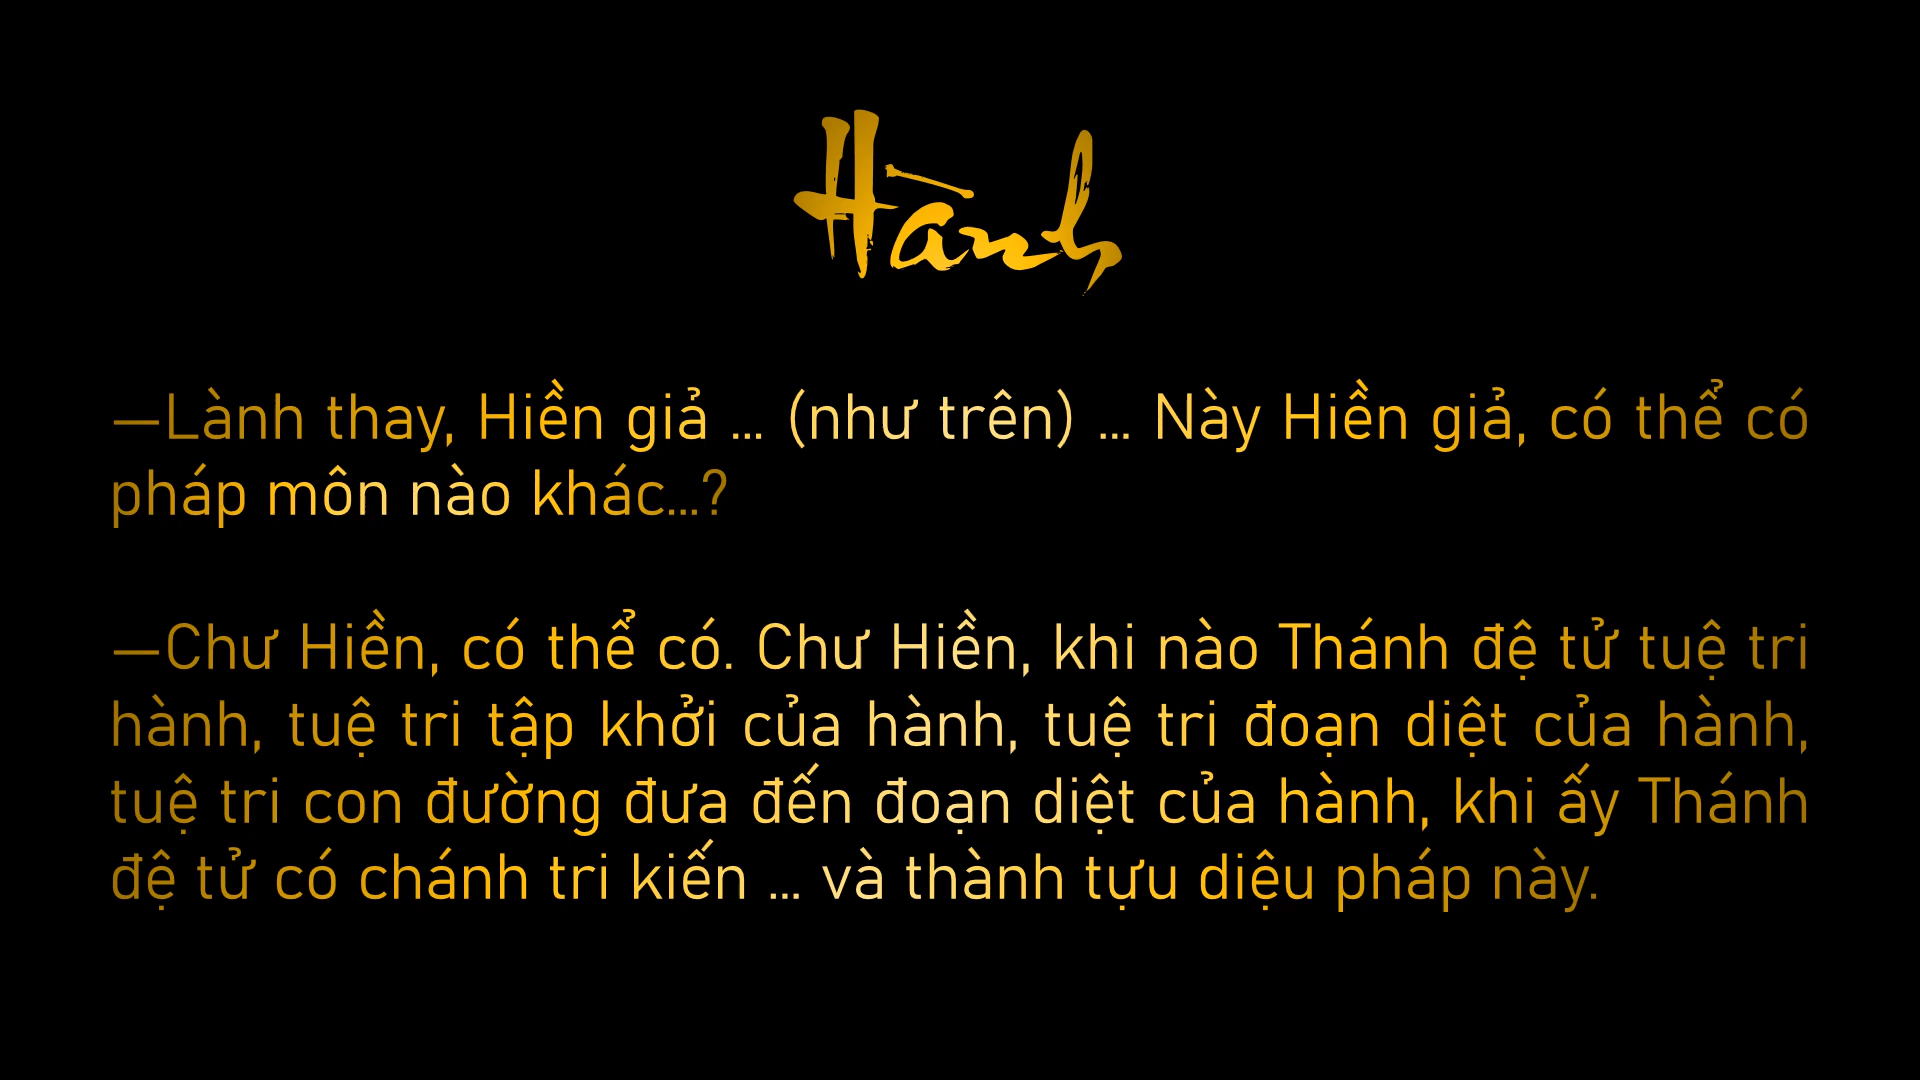 Hành
—Lành thay, Hiền giả ... (như trên) ... Này Hiền giả, có thể có
pháp môn nào khác...?
—Chư Hiền, có thể có. Chư Hiền, khi nào Thánh đệ tử tuệ tri
hành, tuệ tri tập khởi của hành, tuệ tri đoạn diệt của hành,
tuệ tri con đường đưa đến đoạn diệt của hành, khi ấy Thánh
đệ tử có chánh tri kiến ... và thành tựu diệu pháp này.